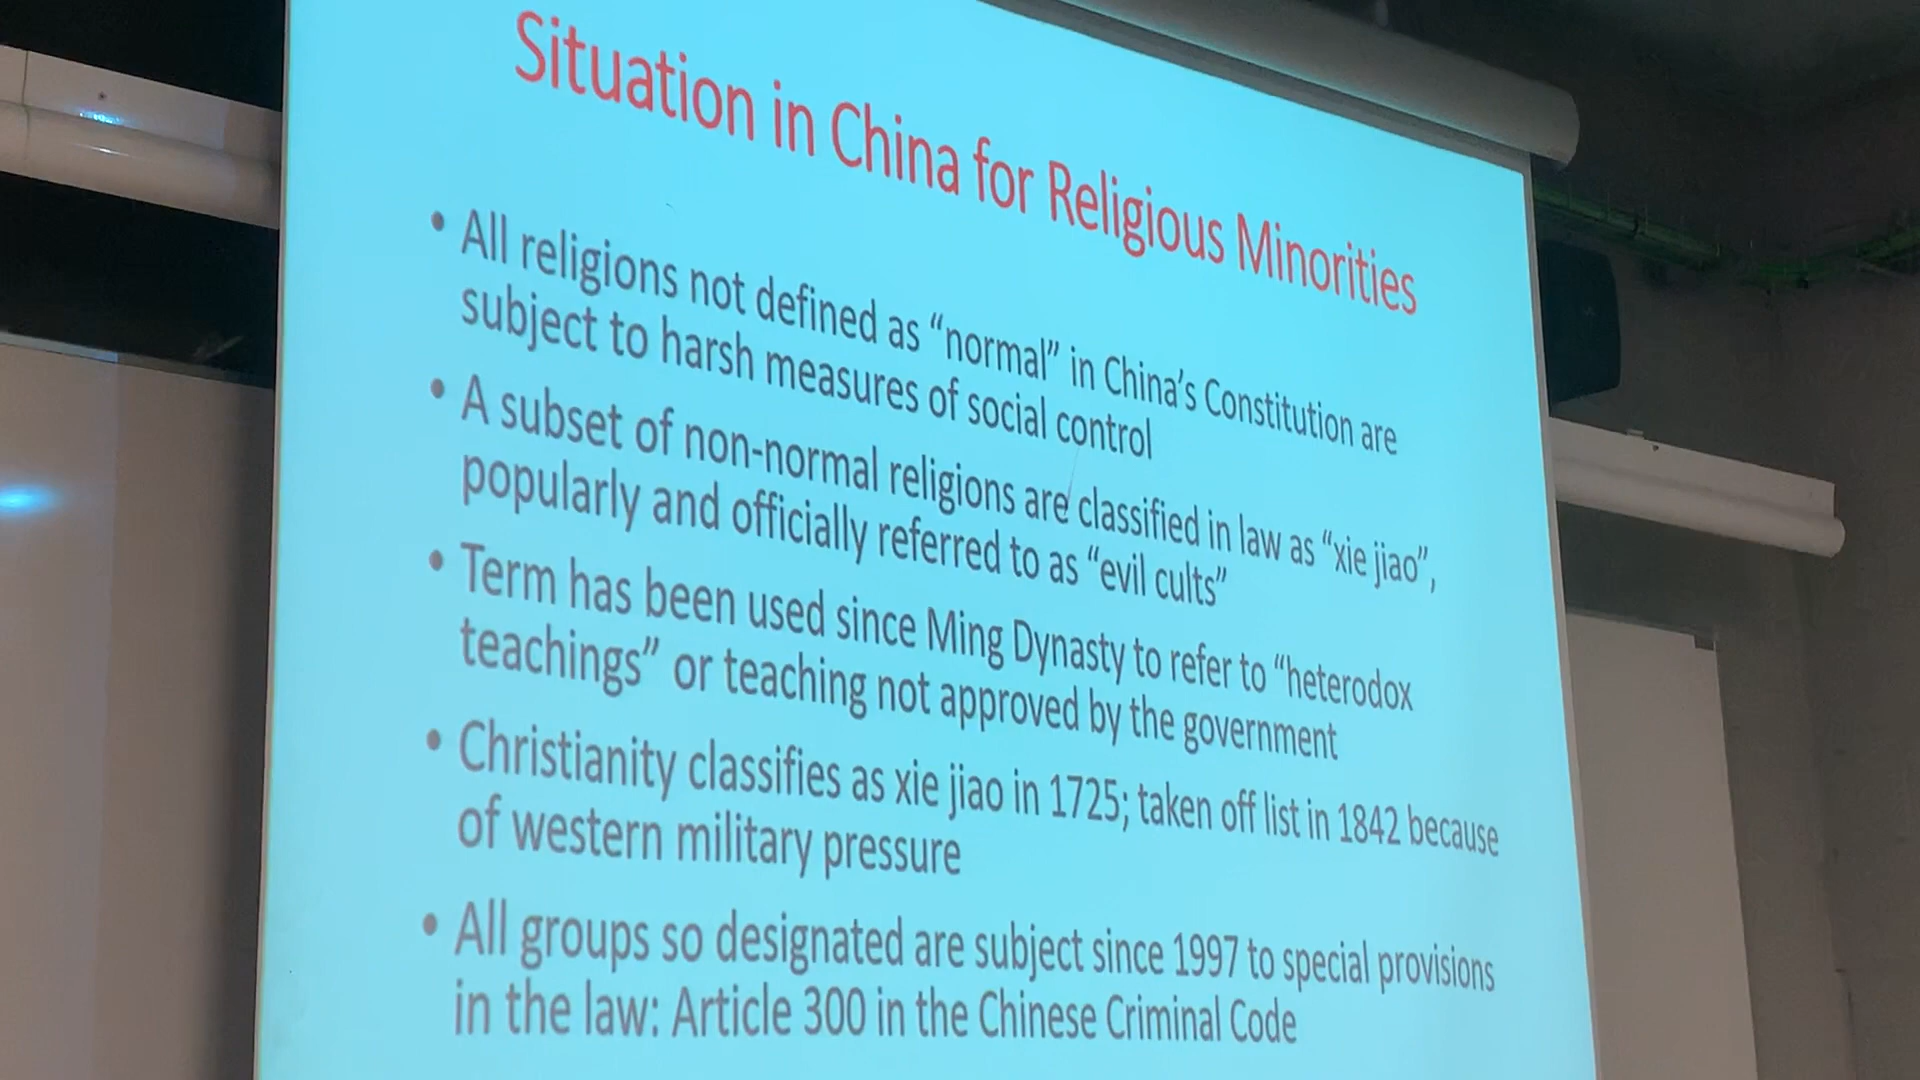 Situation in China for Religious Minorities
• All religions not defined as “normal” in China’s Constitution are
subject to harsh measures of social control
• A subset of non-normal religions are classified in law as “xie jiao”,
popularly and officially referred to as “evil cults”
• Term has been used since Ming Dynasty to refer to “heterodox
teachings” or teaching not approved by the government
• Christianity classifies as xie jiao in 1725; taken off list in 1842 because
of western military pressure
• All groups so designated are subject since 1997 to special provisions
in the law: Article 300 in the Chinese Criminal Code